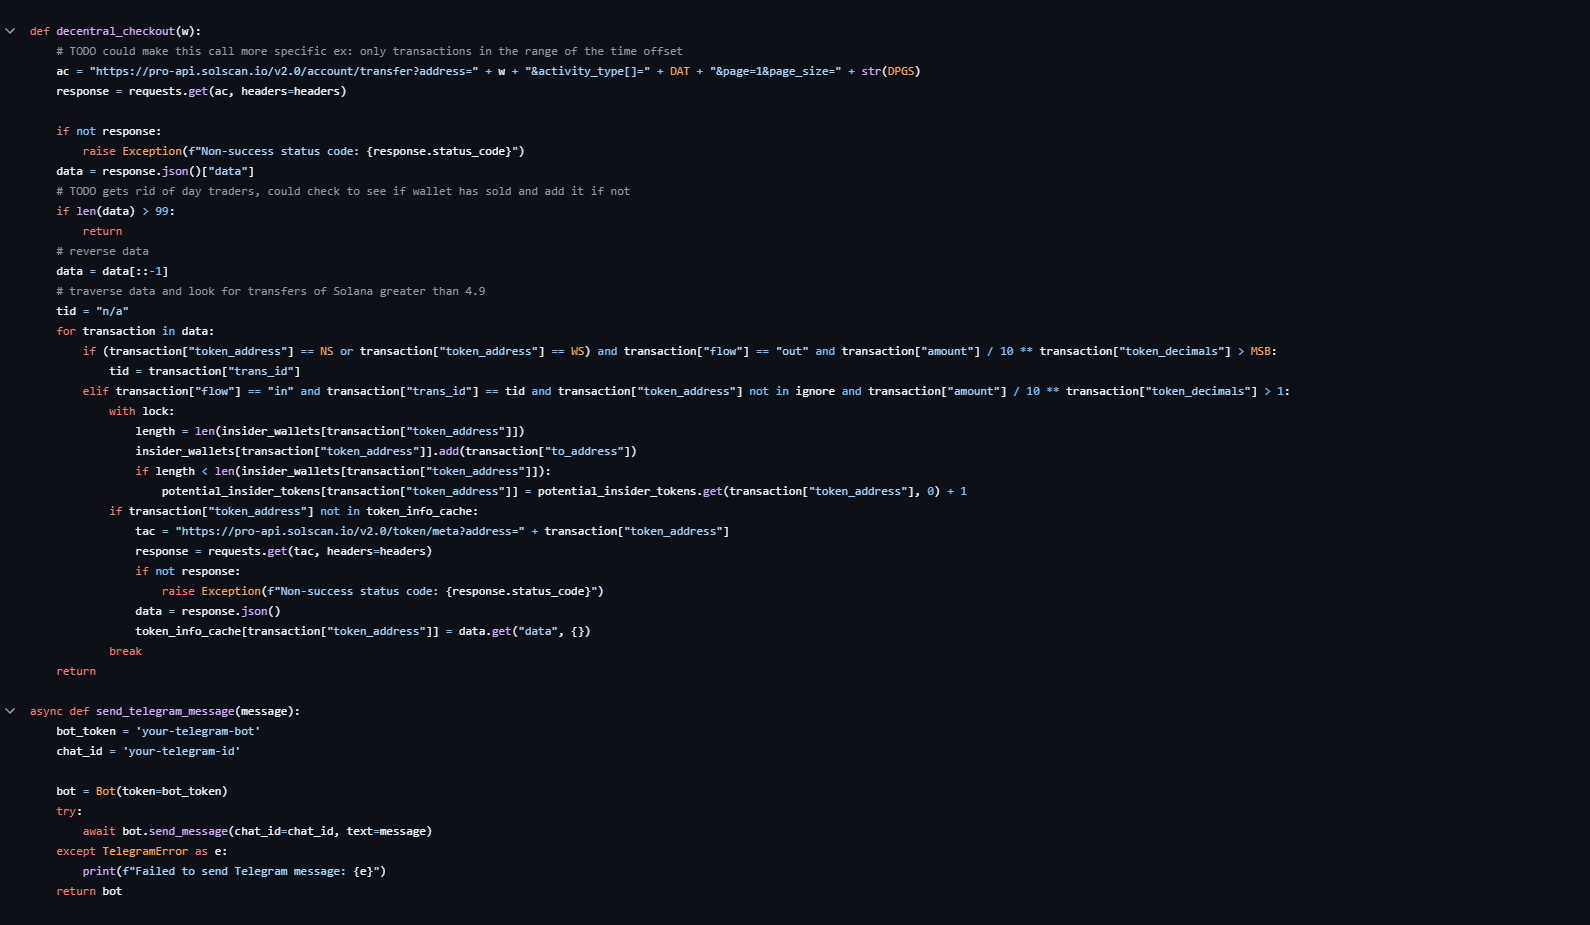 def decentral_checkout(w):
    # TODO could make this call more specific ex: only transactions in the range of the time offset
    ac = "https://pro-api.solscan.io/v2.0/account/transfer?address=" + w + "&activity_type[]=" + DAT + "&page=1&page_size=" + str(DPGS)
    response = requests.get(ac, headers=headers)

    if not response:
        raise Exception(f"Non-success status code: {response.status_code}")
    data = response.json()["data"]
    # TODO gets rid of day traders, could check to see if wallet has sold and add it if not
    if len(data) > 99:
        return
    # reverse data
    data = data[::-1]
    # traverse data and look for transfers of Solana greater than 4.9
    tid = "n/a"
    for transaction in data:
        if (transaction["token_address"] == NS or transaction["token_address"] == WS) and transaction["flow"] == "out" and transaction["amount"] / 10 ** transaction["token_decimals"] > MSB:
            tid = transaction["trans_id"]
        elif transaction["flow"] == "in" and transaction["trans_id"] == tid and transaction["token_address"] not in ignore and transaction["amount"] / 10 ** transaction["token_decimals"] > 1:
            with lock:
                length = len(insider_wallets[transaction["token_address"]])
                insider_wallets[transaction["token_address"]].add(transaction["to_address"])
                if length < len(insider_wallets[transaction["token_address"]]):
                    potential_insider_tokens[transaction["token_address"]] = potential_insider_tokens.get(transaction["token_address"], 0) + 1
            if transaction["token_address"] not in token_info_cache:
                tac = "https://pro-api.solscan.io/v2.0/token/meta?address=" + transaction["token_address"]
                response = requests.get(tac, headers=headers)
                if not response:
                    raise Exception(f"Non-success status code: {response.status_code}")
                data = response.json()
                token_info_cache[transaction["token_address"]] = data.get("data", {})
            break
    return

async def send_telegram_message(message):
    bot_token = 'your-telegram-bot'
    chat_id = 'your-telegram-id'

    bot = Bot(token=bot_token)
    try:
        await bot.send_message(chat_id=chat_id, text=message)
    except TelegramError as e:
        print(f"Failed to send Telegram message: {e}")
    return bot